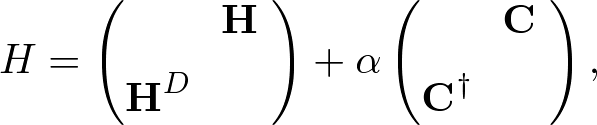 $H = \begin{pmatrix} & \mathbf{H} \\ \mathbf{H}^{D} & \end{pmatrix} + \alpha \begin{pmatrix} & \mathbf{C} \\ \mathbf{C}^{\dagger} & \end{pmatrix},$